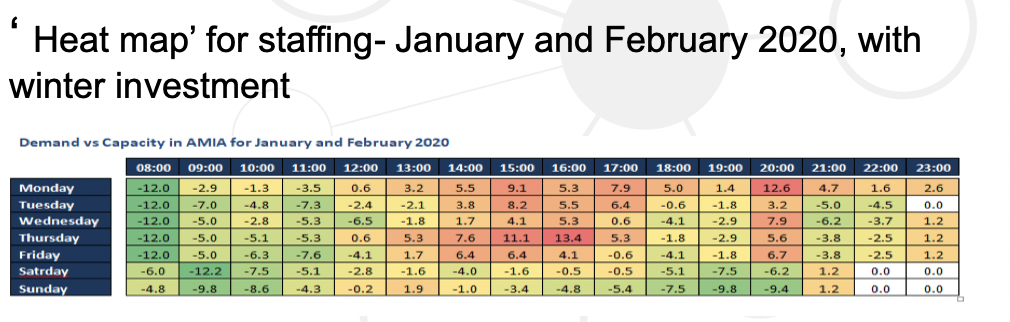 ‘ Heat map’ for staffing- January and February 2020, with
winter investment
Demand vs Capacity in AMIA for January and February 2020
08:00 09:00 10:00 11:00 12:00 13:00 14:00 15:00 16:00 17:00 18:00 19:00 20:00 21:00 22:00 23:00
Monday -12.0 -2.9 -1.3 -3.5 0.6 3.2 5.5 9.1 5.3 7.9 5.0 1.4 12.6 4.7 1.6 2.6
Tuesday -12.0 -7.0 -4.8 -7.3 -2.4 -2.1 3.8 8.2 5.5 6.4 -0.6 -1.8 3.2 -5.0 -4.5 0.0
Wednesday -12.0 -5.0 -2.8 -5.3 -6.5 -1.8 1.7 4.1 5.3 0.6 -4.1 -2.9 7.9 -6.2 -3.7 1.2
Thursday -12.0 -5.0 -5.1 -5.3 0.6 5.3 7.6 11.1 13.4 5.3 -1.8 -2.9 5.6 -3.8 -2.5 1.2
Friday -12.0 -5.0 -6.3 -7.6 -4.1 1.7 6.4 6.4 4.1 -0.6 -4.1 -1.8 6.7 -3.8 -2.5 1.2
Satrday -6.0 -12.2 -7.5 -5.1 -2.8 -1.6 -4.0 -1.6 -0.5 -0.5 -5.1 -7.5 -6.2 1.2 0.0 0.0
Sunday -4.8 -9.8 -8.6 -4.3 -0.2 1.9 -1.0 -3.4 -4.8 -5.4 -7.5 -9.8 -9.4 1.2 0.0 0.0